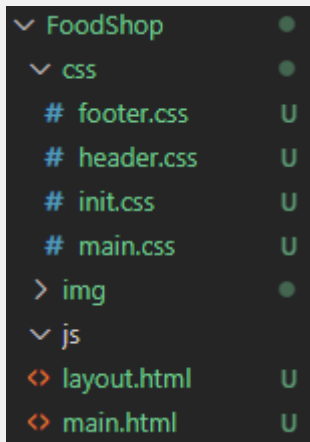 FoodShop
css
# footer.css U
# header.css U
# init.css U
# main.css U
img
js
<> layout.html U
<> main.html U